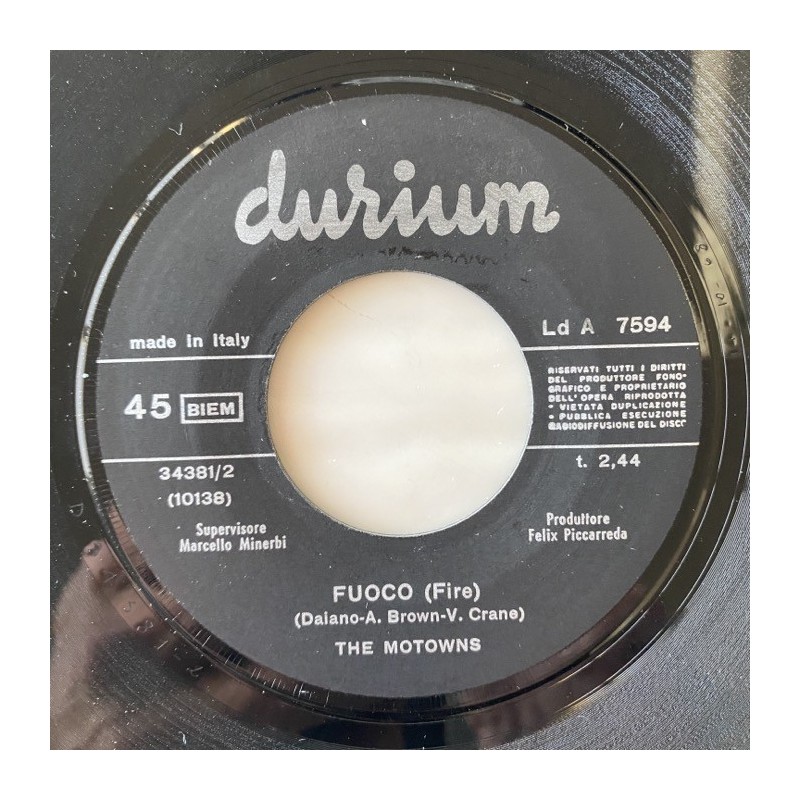 durium
made in Italy
Ld A 7594
45 BIEM
RISERVATI TUTTI I DIRITTI
DEL PRODUTTORE FONO-
GRAFICO E PROPRIETARIO
DELL'OPERA RIPRODOTTA
• VIETATA DUPLICAZIONE
• PUBBLICA ESECUZIONE
RADIODIFFUSIONE DEL DISCO
34381/2
(10138)
t. 2,44
Supervisore
Marcello Minerbi
Produttore
Felix Piccarreda
FUOCO (Fire)
(Daiano-A. Brown-V. Crane)
THE MOTOWNS